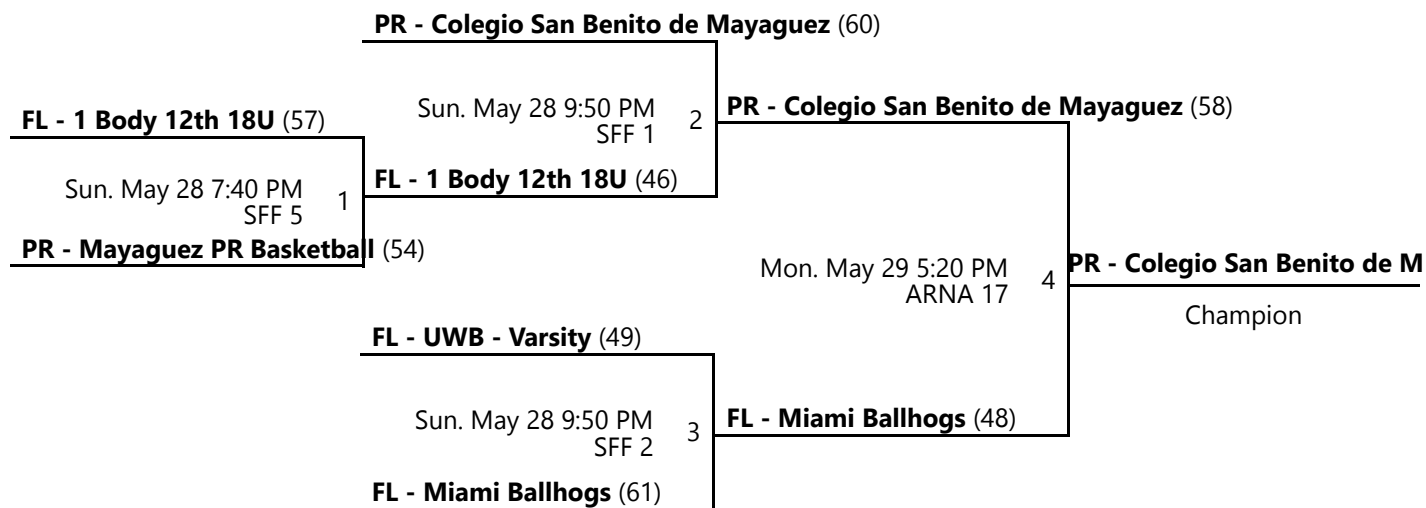 PR - Colegio San Benito de Mayaguez (60)
Sun. May 28 9:50 PM
SFF 1
2
PR - Colegio San Benito de Mayaguez (58)
FL - 1 Body 12th 18U (57)
Sun. May 28 7:40 PM
SFF 5
1
FL - 1 Body 12th 18U (46)
PR - Mayaguez PR Basketball (54)
Mon. May 29 5:20 PM
ARNA 17
4
PR - Colegio San Benito de M
Champion
FL - UWB - Varsity (49)
Sun. May 28 9:50 PM
SFF 2
3
FL - Miami Ballhogs (48)
FL - Miami Ballhogs (61)